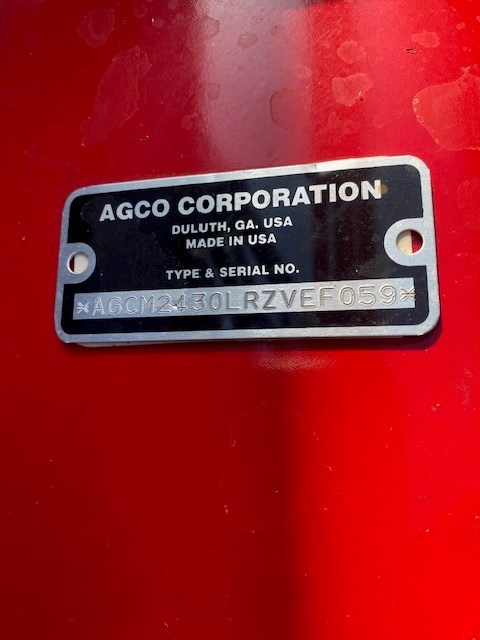 AGCO CORPORATION
DULUTH, GA. USA
MADE IN USA
TYPE & SERIAL NO.
*AGCM2430LRZVEF059*